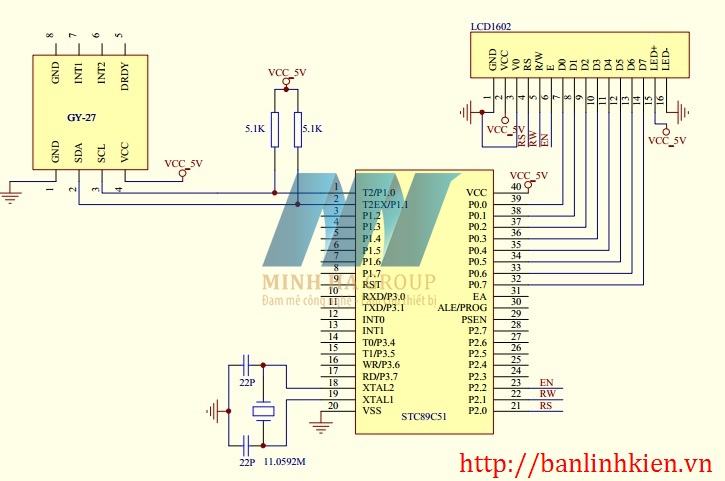 LCD1602
8 7 6 5
GND INT1 INT2 DRDY
GY-27
GND SDA SCL VCC
1 2 3 4
VCC_5V
VCC_5V
5.1K 5.1K
GND VCC V0 RS R/W E D0 D1 D2 D3 D4 D5 D6 D7 LED+ LED-
1 2 3 4 5 6 7 8 9 10 11 12 13 14 15 16
VCC_5V RS RW EN VCC_5V
VCC_5V
1 T2/P1.0 VCC 40
2 T2EX/P1.1 P0.0 39
3 P1.2 P0.1 38
4 P1.3 P0.2 37
5 P1.4 P0.3 36
6 P1.5 P0.4 35
7 P1.6 P0.5 34
8 P1.7 P0.6 33
9 RST P0.7 32
10 RXD/P3.0 EA 31
11 TXD/P3.1 ALE/PROG 30
12 INT0 PSEN 29
13 INT1 P2.7 28
14 T0/P3.4 P2.6 27
15 T1/P3.5 P2.5 26
16 WR/P3.6 P2.4 25
17 RD/P3.7 P2.3 24
18 XTAL2 P2.2 23 EN
19 XTAL1 P2.1 22 RW
20 VSS P2.0 21 RS
STC89C51
22P
22P 11.0592M
MINH HA GROUP
Đam mê công nghệ thiết bị
http://banlinhkien.vn